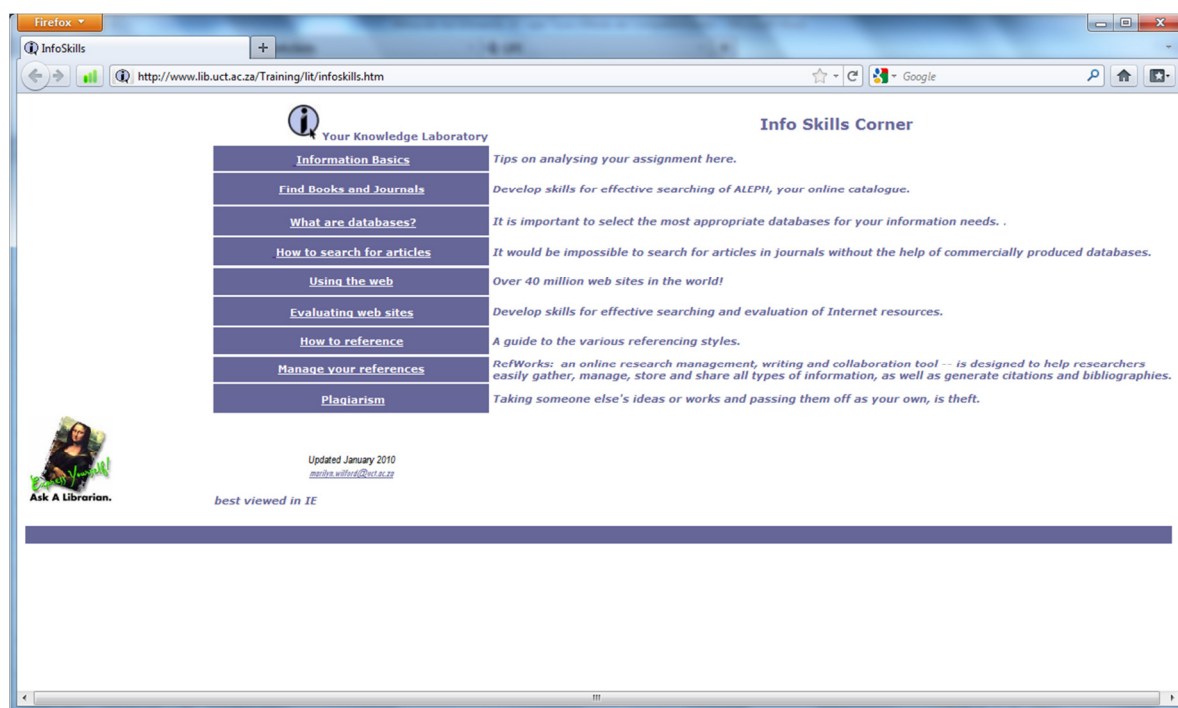 Firefox
InfoSkills
http://www.lib.uct.ac.za/Training/lit/infoskills.htm
Google
Your Knowledge Laboratory
Info Skills Corner
Information Basics
Tips on analysing your assignment here.
Find Books and Journals
Develop skills for effective searching of ALEPH, your online catalogue.
What are databases?
It is important to select the most appropriate databases for your information needs. .
How to search for articles
It would be impossible to search for articles in journals without the help of commercially produced databases.
Using the web
Over 40 million web sites in the world!
Evaluating web sites
Develop skills for effective searching and evaluation of Internet resources.
How to reference
A guide to the various referencing styles.
Manage your references
RefWorks: an online research management, writing and collaboration tool -- is designed to help researchers
easily gather, manage, store and share all types of information, as well as generate citations and bibliographies.
Plagiarism
Taking someone else's ideas or works and passing them off as your own, is theft.
Express Yourself!
Ask A Librarian.
Updated January 2010
marilyn.wilford@uct.ac.za
best viewed in IE